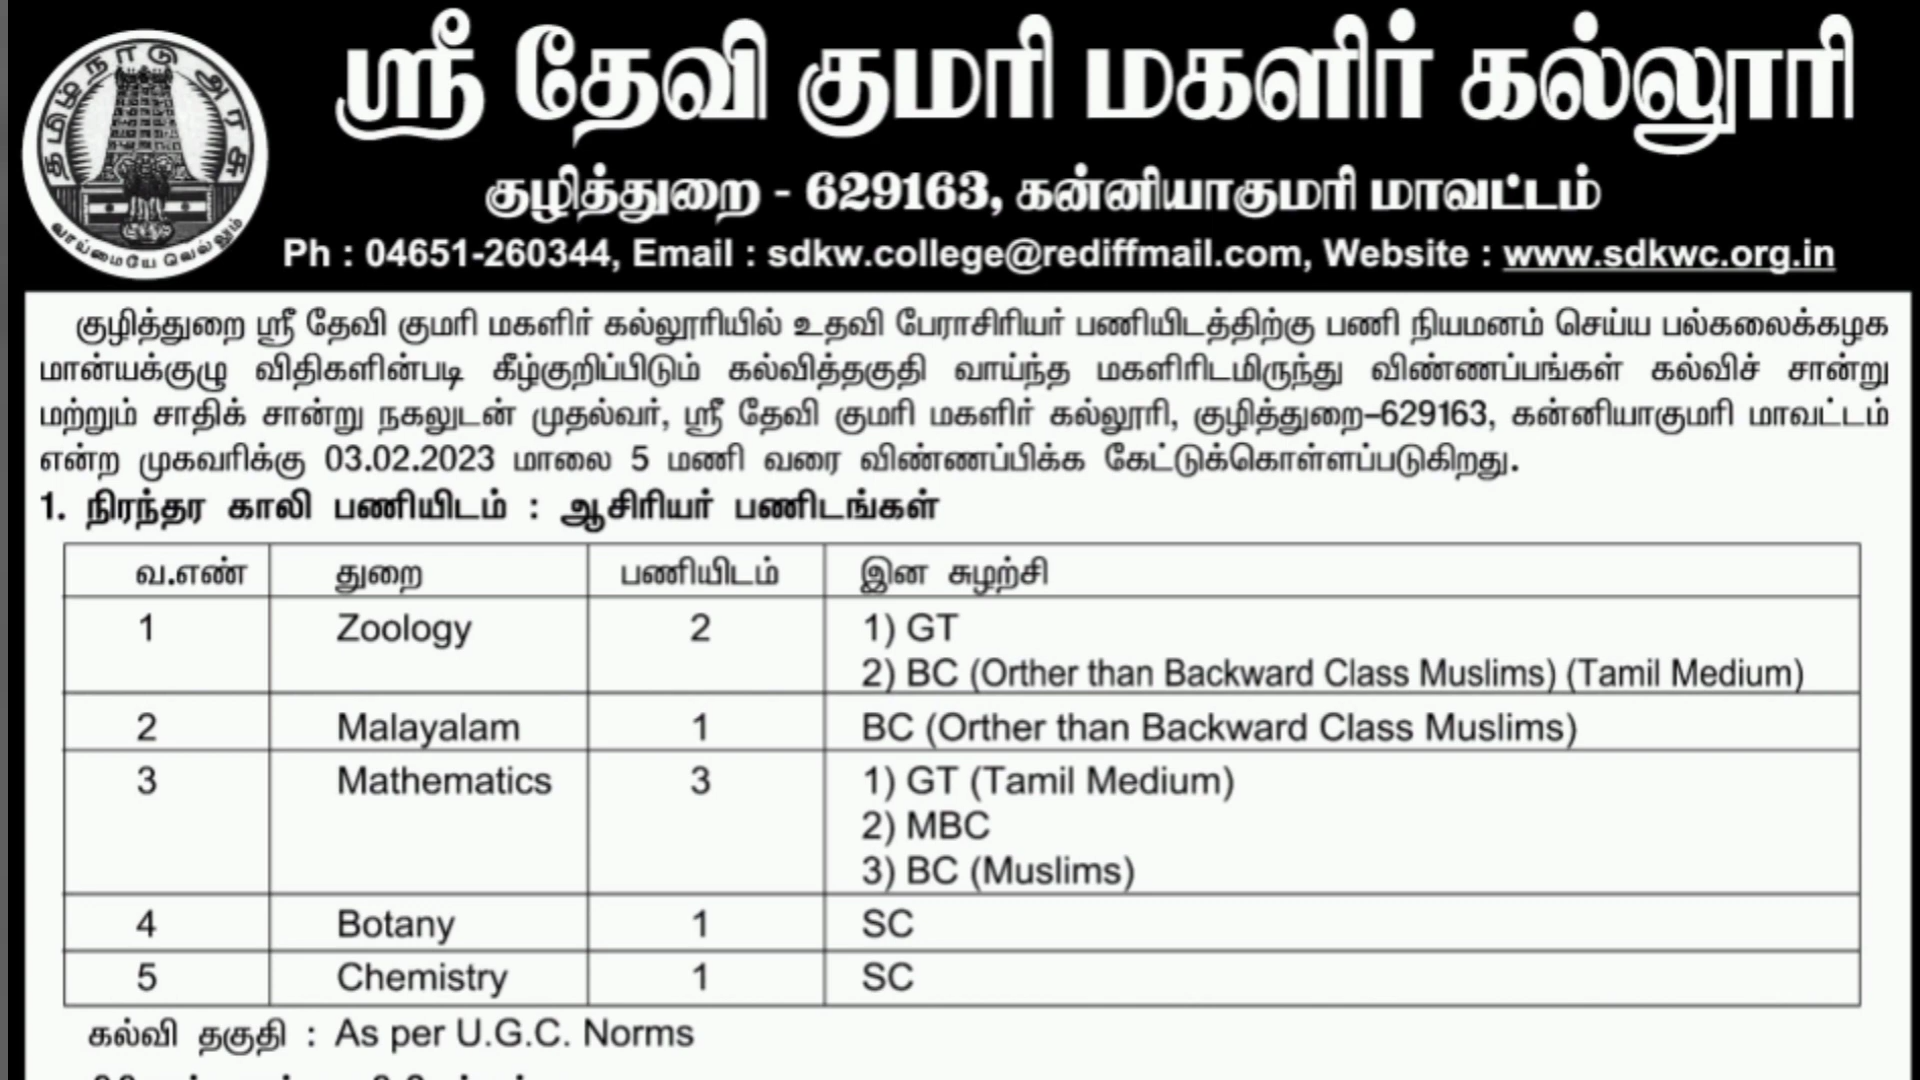 தமிழ்நாடு அரசு
வாய்மையே வெல்லும்
ஸ்ரீ தேவி குமரி மகளிர் கல்லூரி
குழித்துறை - 629163, கன்னியாகுமரி மாவட்டம்
Ph : 04651-260344, Email : sdkw.college@rediffmail.com, Website : www.sdkwc.org.in
குழித்துறை ஸ்ரீ தேவி குமரி மகளிர் கல்லூரியில் உதவி பேராசிரியர் பணியிடத்திற்கு பணி நியமனம் செய்ய பல்கலைக்கழக
மான்யக்குழு விதிகளின்படி கீழ்குறிப்பிடும் கல்வித்தகுதி வாய்ந்த மகளிரிடமிருந்து விண்ணப்பங்கள் கல்விச் சான்று
மற்றும் சாதிக் சான்று நகலுடன் முதல்வர், ஸ்ரீ தேவி குமரி மகளிர் கல்லூரி, குழித்துறை–629163, கன்னியாகுமரி மாவட்டம்
என்ற முகவரிக்கு 03.02.2023 மாலை 5 மணி வரை விண்ணப்பிக்க கேட்டுக்கொள்ளப்படுகிறது.
1. நிரந்தர காலி பணியிடம் : ஆசிரியர் பணிடங்கள்
வ.எண் துறை பணியிடம் இன சுழற்சி
1 Zoology 2 1) GT
2) BC (Orther than Backward Class Muslims) (Tamil Medium)
2 Malayalam 1 BC (Orther than Backward Class Muslims)
3 Mathematics 3 1) GT (Tamil Medium)
2) MBC
3) BC (Muslims)
4 Botany 1 SC
5 Chemistry 1 SC
கல்வி தகுதி : As per U.G.C. Norms